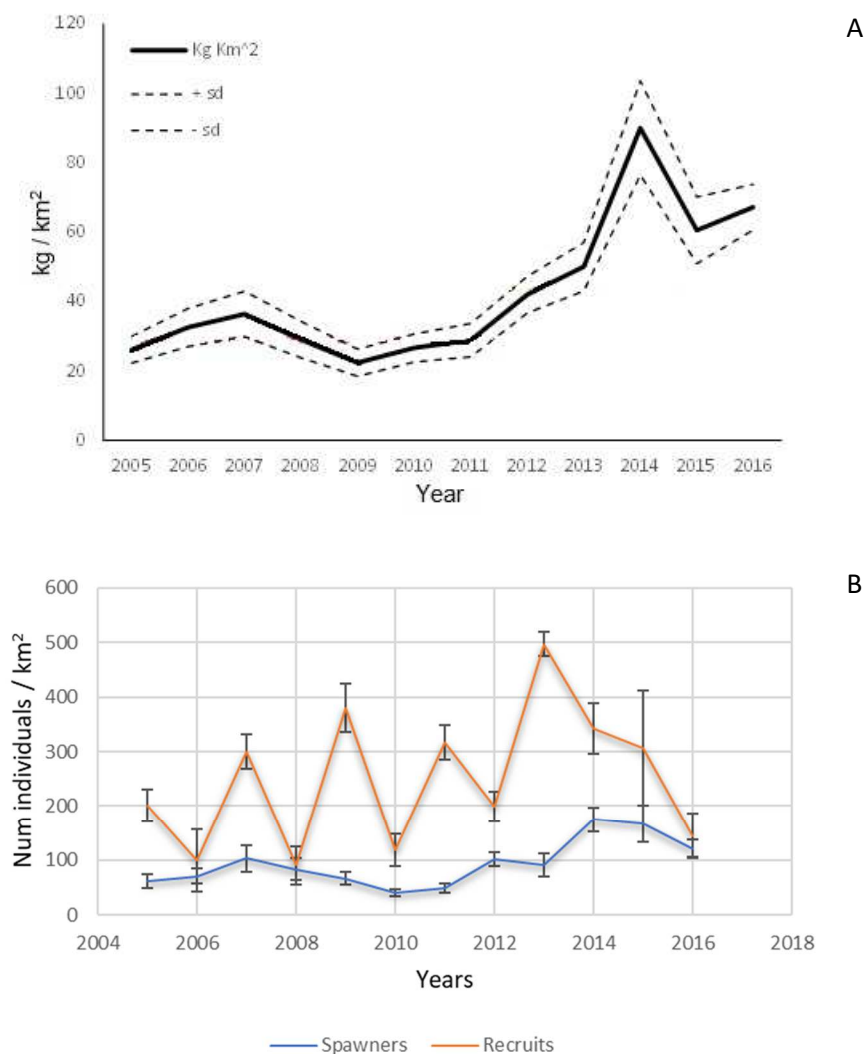 A
120
100
80
60
40
20
0
Kg Km^2
+ sd
- sd
kg / km²
2005 2006 2007 2008 2009 2010 2011 2012 2013 2014 2015 2016
Year
B
600
500
400
300
200
100
0
Num individuals / km²
2004 2006 2008 2010 2012 2014 2016 2018
Years
Spawners Recruits